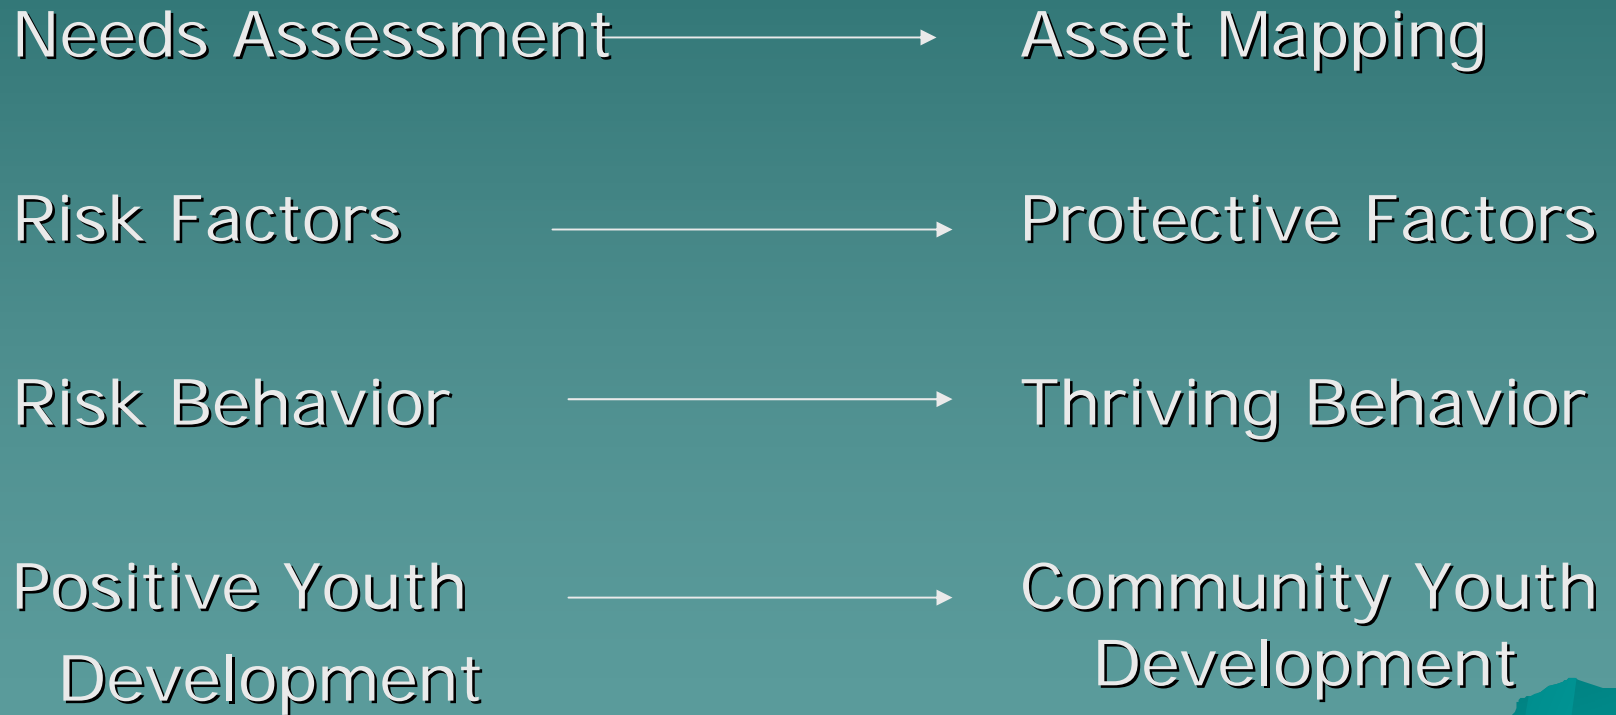 Needs Assessment Asset Mapping
Risk Factors Protective Factors
Risk Behavior Thriving Behavior
Positive Youth Community Youth
Development Development